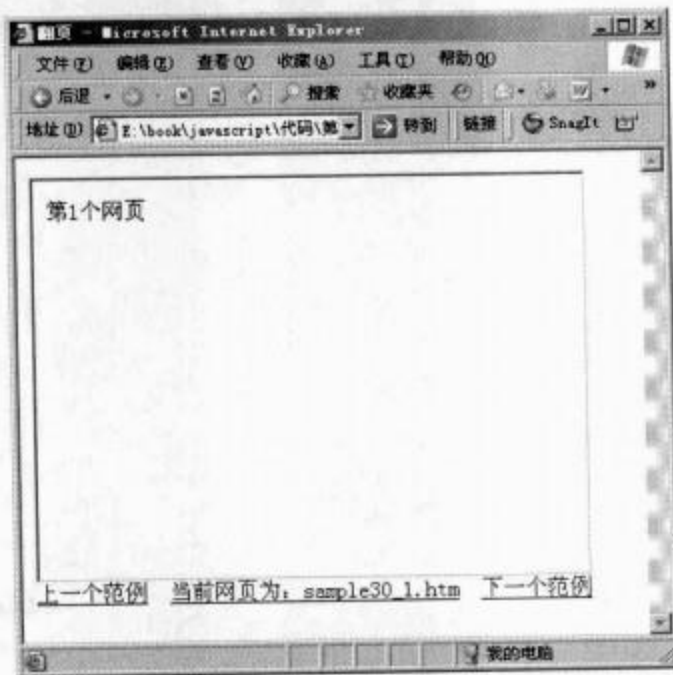 翻页 - Microsoft Internet Explorer
文件(F) 编辑(E) 查看(V) 收藏(A) 工具(T) 帮助(H)
后退 搜索 收藏夹 »
地址(D) E:\book\javascript\代码\第 转到 链接 SnagIt
第1个网页
上一个范例 当前网页为：sample30_1.htm 下一个范例
我的电脑